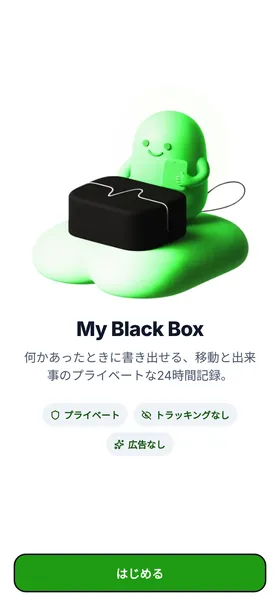 My Black Box
何かあったときに書き出せる、移動と出来
事のプライベートな24時間記録。
プライベート
トラッキングなし
広告なし
はじめる